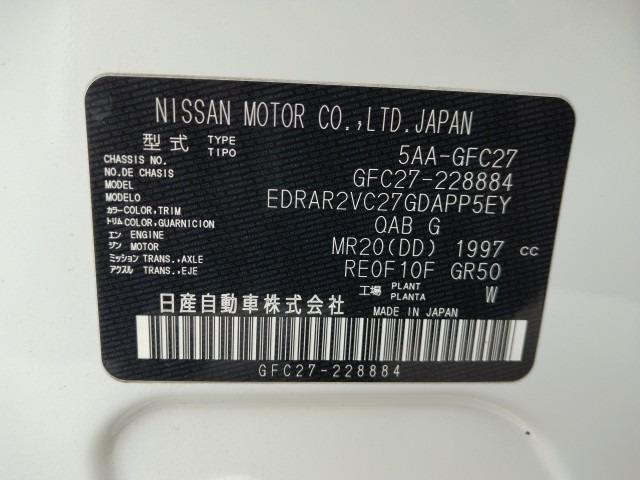 NISSAN MOTOR CO.,LTD.JAPAN
型式 TYPE TIPO 5AA-GFC27
CHASSIS NO. NO.DE CHASIS GFC27-228884
MODEL MODELO EDRAR2VC27GDAPP5EY
カラー COLOR,TRIM トリム COLOR,GUARNICION QAB G
エンジン ENGINE MOTOR MR20(DD) 1997 cc
ミッション TRANS.,AXLE アクスル TRANS.,EJE RE0F10F GR50
工場 PLANT PLANTA W
日産自動車株式会社 MADE IN JAPAN
GFC27-228884